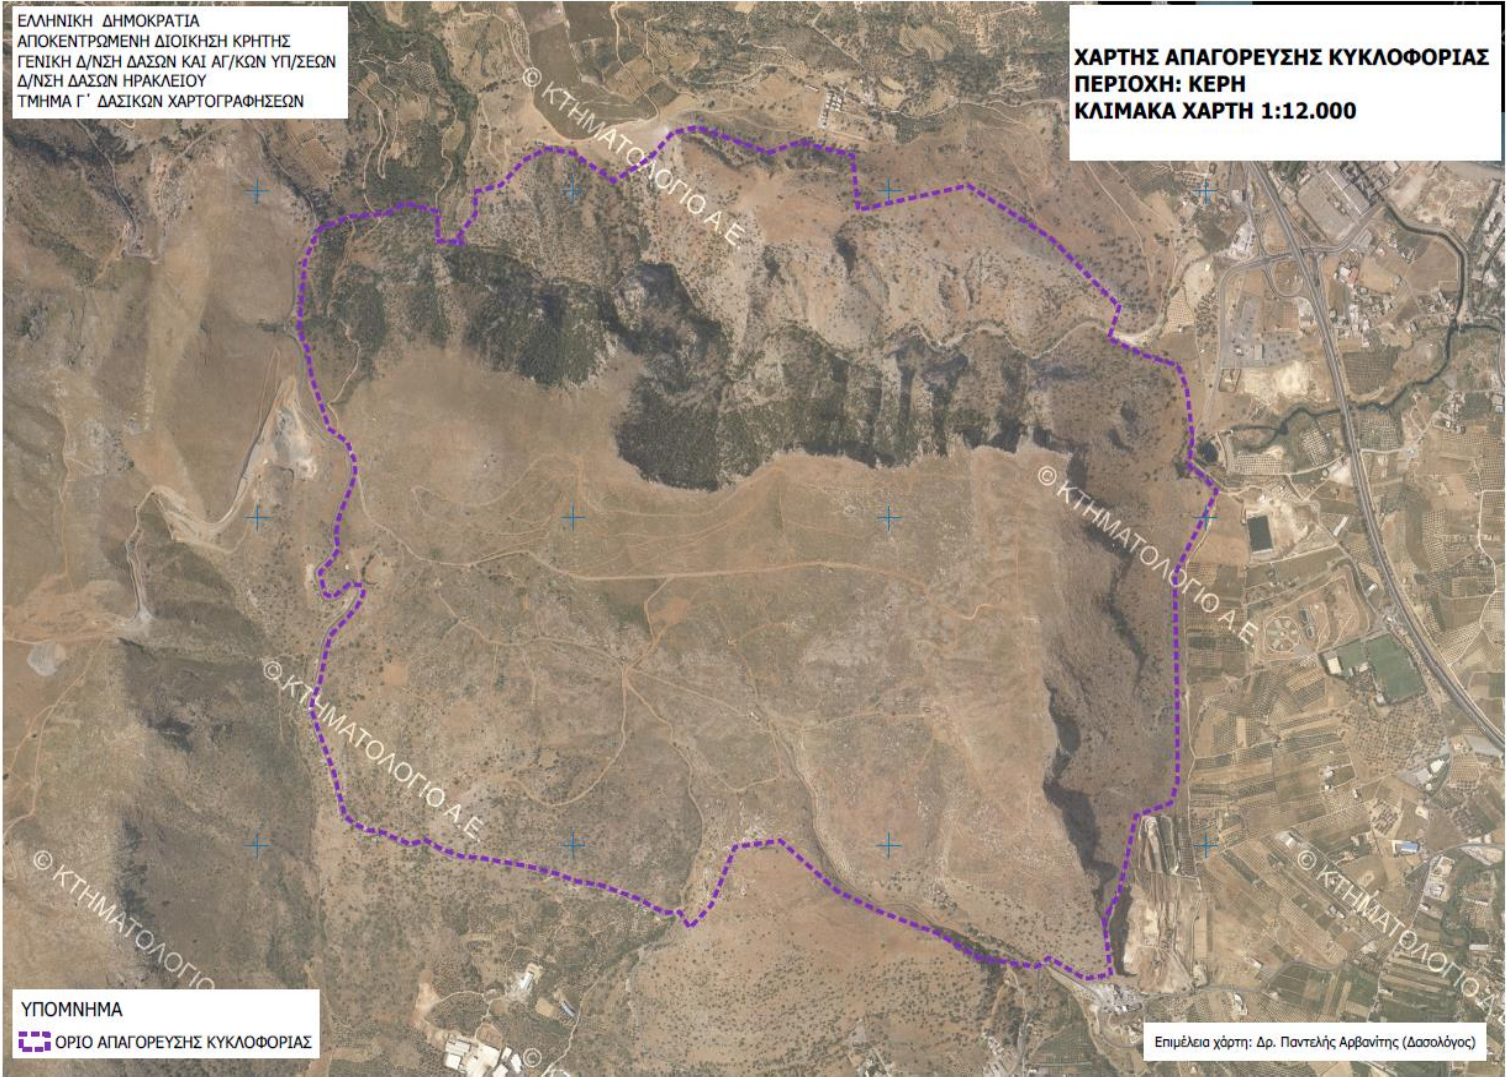 ΕΛΛΗΝΙΚΗ ΔΗΜΟΚΡΑΤΙΑ
ΑΠΟΚΕΝΤΡΩΜΕΝΗ ΔΙΟΙΚΗΣΗ ΚΡΗΤΗΣ
ΓΕΝΙΚΗ Δ/ΝΣΗ ΔΑΣΩΝ ΚΑΙ ΑΓ/ΚΩΝ ΥΠ/ΣΕΩΝ
Δ/ΝΣΗ ΔΑΣΩΝ ΗΡΑΚΛΕΙΟΥ
ΤΜΗΜΑ Γ΄ ΔΑΣΙΚΩΝ ΧΑΡΤΟΓΡΑΦΗΣΕΩΝ
ΧΑΡΤΗΣ ΑΠΑΓΟΡΕΥΣΗΣ ΚΥΚΛΟΦΟΡΙΑΣ
ΠΕΡΙΟΧΗ: ΚΕΡΗ
ΚΛΙΜΑΚΑ ΧΑΡΤΗ 1:12.000
© ΚΤΗΜΑΤΟΛΟΓΙΟ Α.Ε.
© ΚΤΗΜΑΤΟΛΟΓΙΟ Α.Ε.
© ΚΤΗΜΑΤΟΛΟΓΙΟ Α.Ε.
© ΚΤΗΜΑΤΟΛΟΓΙΟ
© ΚΤΗΜΑΤΟΛΟΓΙΟ Α
© ΚΤ
ΥΠΟΜΝΗΜΑ
ΟΡΙΟ ΑΠΑΓΟΡΕΥΣΗΣ ΚΥΚΛΟΦΟΡΙΑΣ
Επιμέλεια χάρτη: Δρ. Παντελής Αρβανίτης (Δασολόγος)